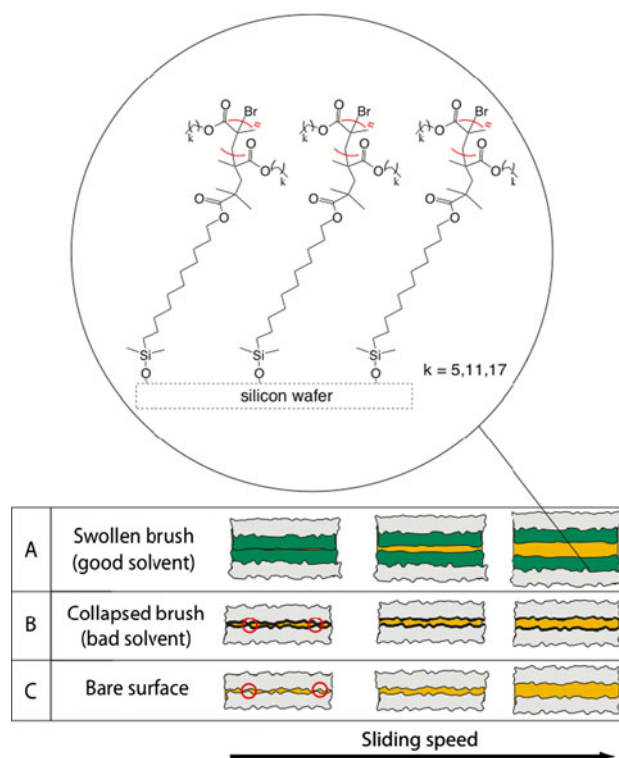 O Br O Br O Br
k O n k O n k O n
O O O
O k O k O k
O O O
O O O
Si Si Si
O O O
k = 5,11,17
silicon wafer
A Swollen brush
(good solvent)
B Collapsed brush
(bad solvent)
C Bare surface
Sliding speed